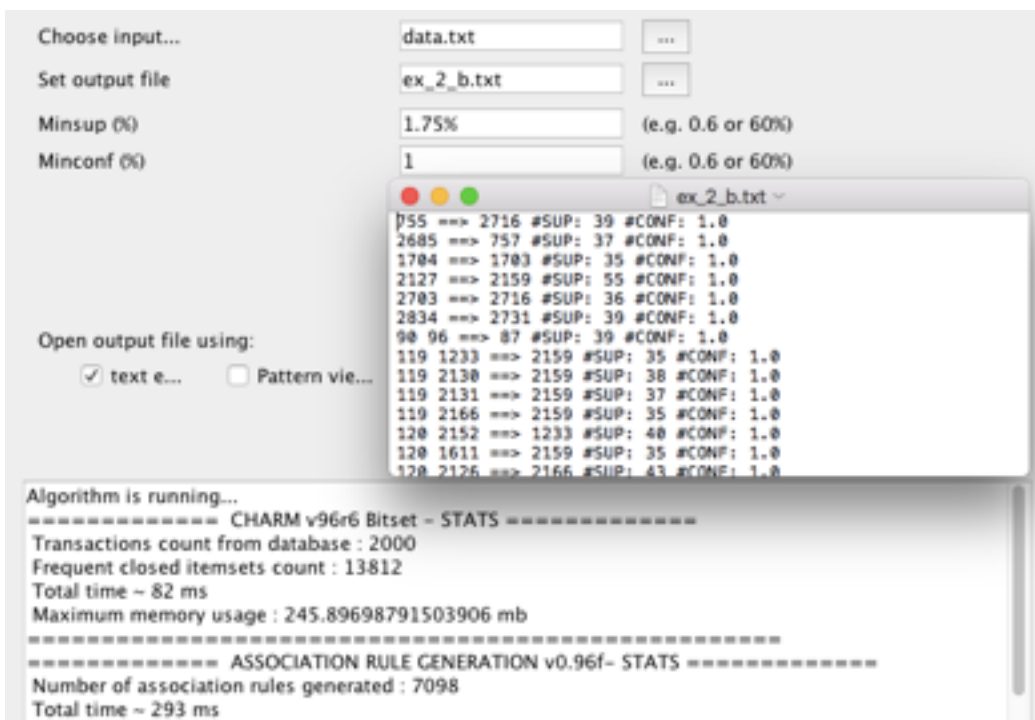 Choose input... data.txt ...
Set output file ex_2_b.txt ...
Minsup (%) 1.75% (e.g. 0.6 or 60%)
Minconf (%) 1 (e.g. 0.6 or 60%)
ex_2_b.txt
755 ==> 2716 #SUP: 39 #CONF: 1.0
2685 ==> 757 #SUP: 37 #CONF: 1.0
1704 ==> 1703 #SUP: 35 #CONF: 1.0
2127 ==> 2159 #SUP: 55 #CONF: 1.0
2703 ==> 2716 #SUP: 36 #CONF: 1.0
2834 ==> 2731 #SUP: 39 #CONF: 1.0
90 96 ==> 87 #SUP: 39 #CONF: 1.0
119 1233 ==> 2159 #SUP: 35 #CONF: 1.0
119 2130 ==> 2159 #SUP: 38 #CONF: 1.0
119 2131 ==> 2159 #SUP: 37 #CONF: 1.0
119 2166 ==> 2159 #SUP: 35 #CONF: 1.0
120 2152 ==> 1233 #SUP: 40 #CONF: 1.0
120 1611 ==> 2159 #SUP: 35 #CONF: 1.0
120 2126 ==> 2166 #SUP: 43 #CONF: 1.0
Open output file using:
text e... Pattern vie...
Algorithm is running...
============= CHARM v96r6 Bitset - STATS =============
Transactions count from database : 2000
Frequent closed itemsets count : 13812
Total time ~ 82 ms
Maximum memory usage : 245.89698791503906 mb
===================================================
============= ASSOCIATION RULE GENERATION v0.96f- STATS =============
Number of association rules generated : 7098
Total time ~ 293 ms